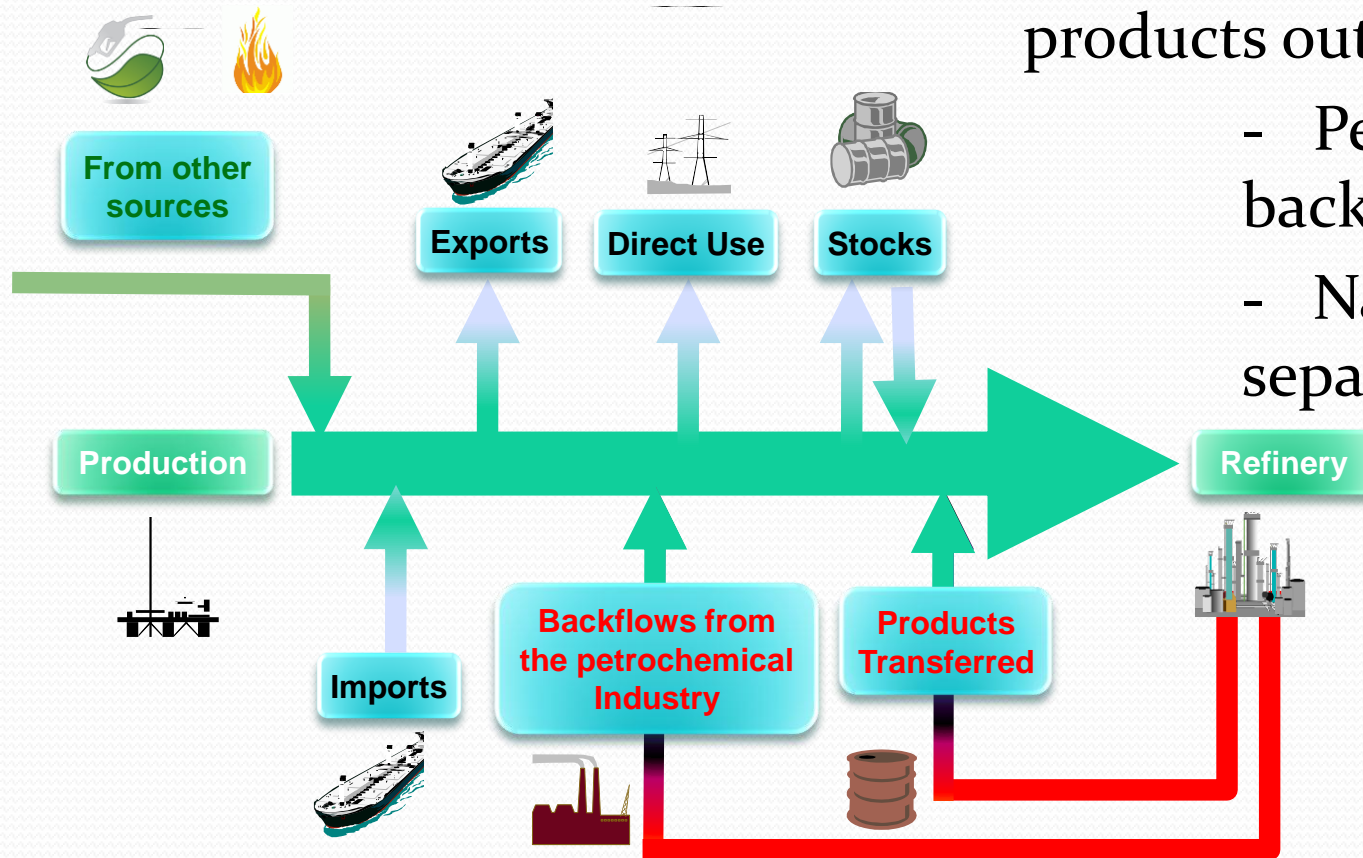 products out
- Pe
back
- Na
sepa
From other
sources
Exports
Direct Use
Stocks
Production
Refinery
Backflows from
the petrochemical
Industry
Products
Transferred
Imports